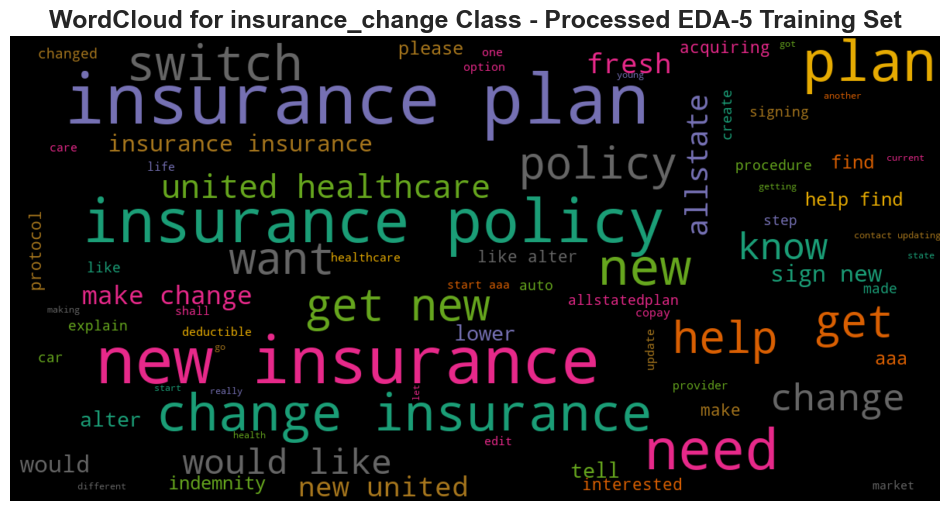 WordCloud for insurance_change Class - Processed EDA-5 Training Set
changed
switch
please
one
option
fresh
acquiring
got
plan
young
another
insurance plan
allstate
create
signing
care
insurance insurance
policy
life
united healthcare
procedure
find
current
getting
help find
insurance policy
step
protocol
want
healthcare
like alter
know
contact updating
state
like
new
sign new
made
make change
start aaa
auto
allstatedplan
making
shall
get new
copay
explain
deductible
lower
help
get
car
go
new insurance
update
aaa
start
really
let
provider
change
alter
change insurance
make
health
edit
need
would
would like
tell
different
indemnity
new united
interested
market